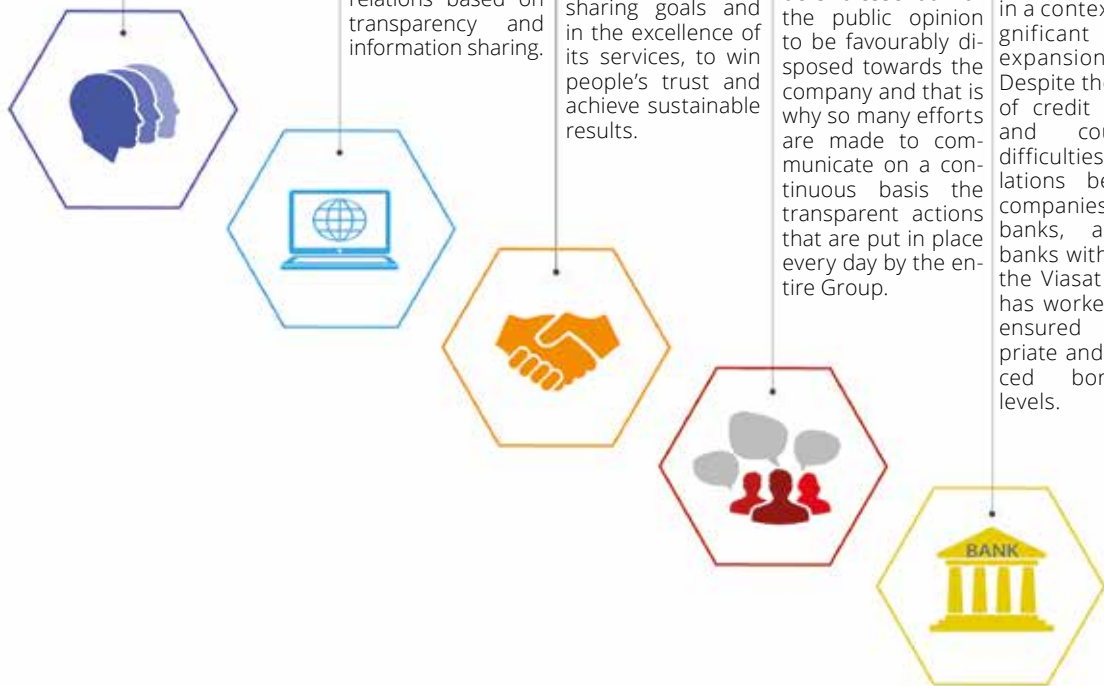 relations based on
transparency and
information sharing.
sharing goals and
in the excellence of
its services, to win
people's trust and
achieve sustainable
results.
the public opinion
to be favourably di-
sposed towards the
company and that is
why so many efforts
are made to com-
municate on a con-
tinuous basis the
transparent actions
that are put in place
every day by the en-
tire Group.
in a contex
gnificant
expansion
Despite the
of credit
and cou
difficulties
lations be
companies
banks, a
banks with
the Viasat
has worke
ensured
priate and
ced bor
levels.
BANK